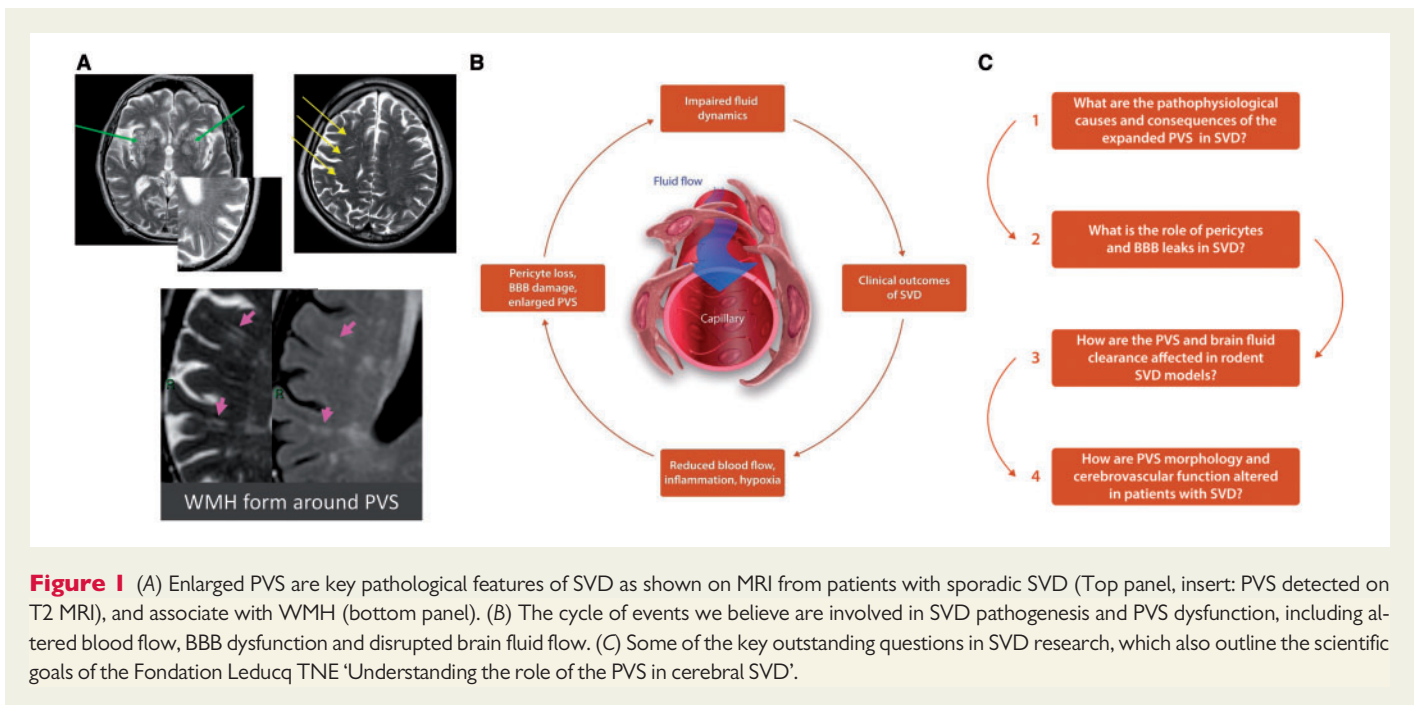 A
WMH form around PVS
B
Impaired fluid
dynamics
Fluid flow
Capillary
Clinical outcomes
of SVD
Reduced blood flow,
inflammation, hypoxia
Pericyte loss,
BBB damage,
enlarged PVS
C
1
What are the pathophysiological
causes and consequences of the
expanded PVS in SVD?
2
What is the role of pericytes
and BBB leaks in SVD?
3
How are the PVS and brain fluid
clearance affected in rodent
SVD models?
4
How are PVS morphology and
cerebrovascular function altered
in patients with SVD?
Figure 1 (A) Enlarged PVS are key pathological features of SVD as shown on MRI from patients with sporadic SVD (Top panel, insert: PVS detected on
T2 MRI), and associate with WMH (bottom panel). (B) The cycle of events we believe are involved in SVD pathogenesis and PVS dysfunction, including al-
tered blood flow, BBB dysfunction and disrupted brain fluid flow. (C) Some of the key outstanding questions in SVD research, which also outline the scientific
goals of the Fondation Leducq TNE ‘Understanding the role of the PVS in cerebral SVD’.